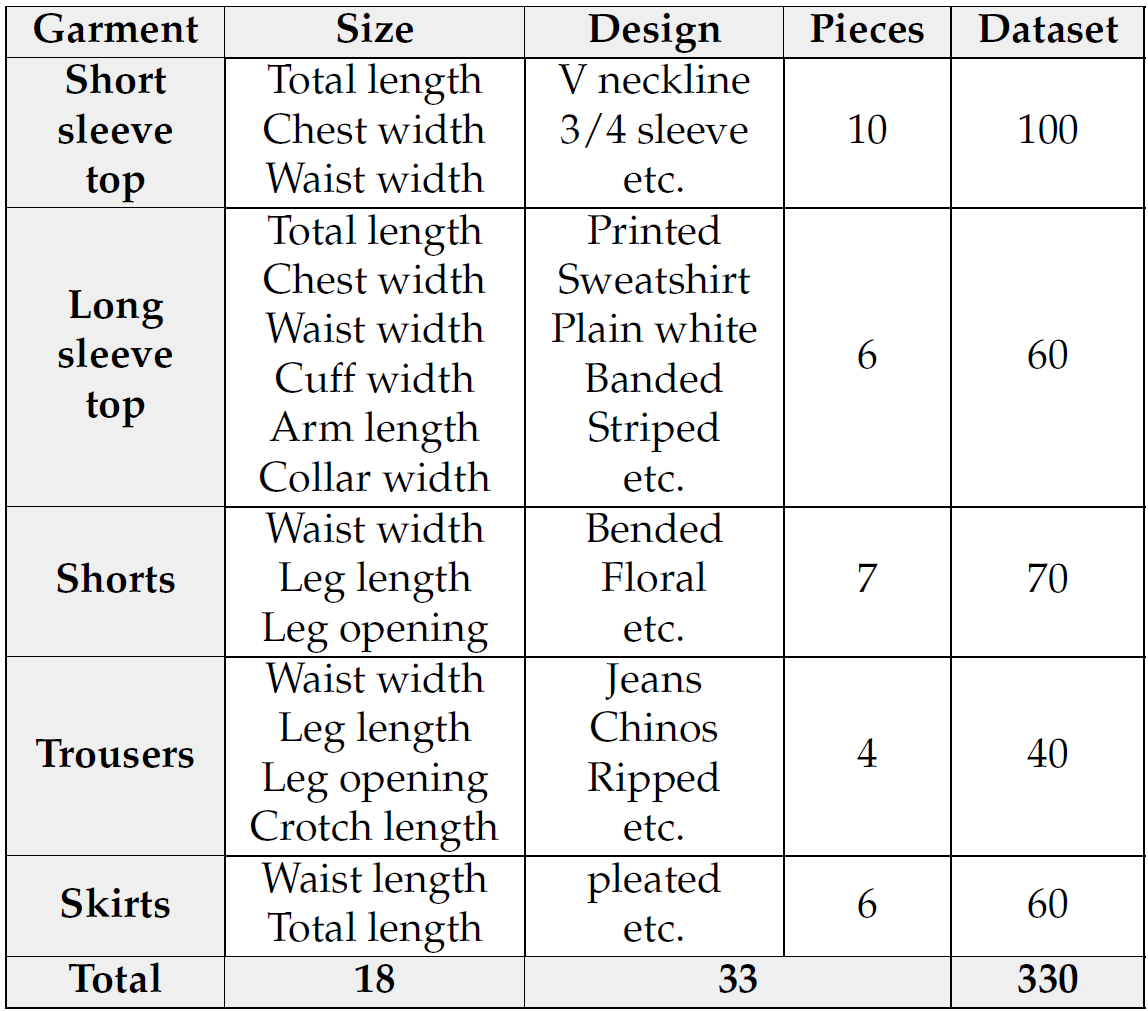 Garment Size Design Pieces Dataset
Short sleeve top
Total length
Chest width
Waist width
V neckline
3/4 sleeve
etc.
10
100
Long sleeve top
Total length
Chest width
Waist width
Cuff width
Arm length
Collar width
Printed
Sweatshirt
Plain white
Banded
Striped
etc.
6
60
Shorts
Waist width
Leg length
Leg opening
Bended
Floral
etc.
7
70
Trousers
Waist width
Leg length
Leg opening
Crotch length
Jeans
Chinos
Ripped
etc.
4
40
Skirts
Waist length
Total length
pleated
etc.
6
60
Total 18 33 330